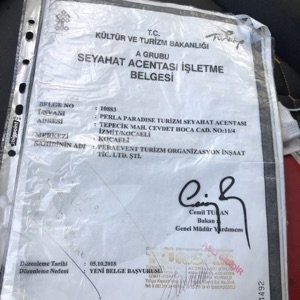 T.C.
KÜLTÜR VE TURİZM BAKANLIĞI
A GRUBU
SEYAHAT ACENTASI İŞLETME
BELGESİ
BELGE NO : 10883
UNVANI : PERLA PARADISE TURİZM SEYAHAT ACENTASI
ADRESİ : TEPECİK MAH. CEVDET HOCA CAD. NO:11/4
İZMİT/KOCAELİ
MERKEZİ : KOCAELİ
SAHİBİNİN ADI : PERAEVENT TURİZM ORGANİZASYON İNŞAAT
TİC. LTD. ŞTİ.
Cemil TURAN
Bakan a.
Genel Müdür Yardımcısı
Düzenleme Tarihi : 05.10.2018
Düzenleme Nedeni : YENİ BELGE BAŞVURUSU
4492